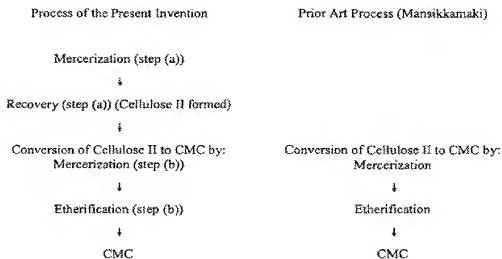 Process of the Present Invention
Prior Art Process (Mansikkamaki)
Mercerization (step (a))
↓
Recovery (step (a)) (Cellulose II formed)
↓
Conversion of Cellulose II to CMC by:
Mercerization (step (b))
Conversion of Cellulose II to CMC by:
Mercerization
↓
↓
Etherification (step (b))
Etherification
↓
↓
CMC
CMC